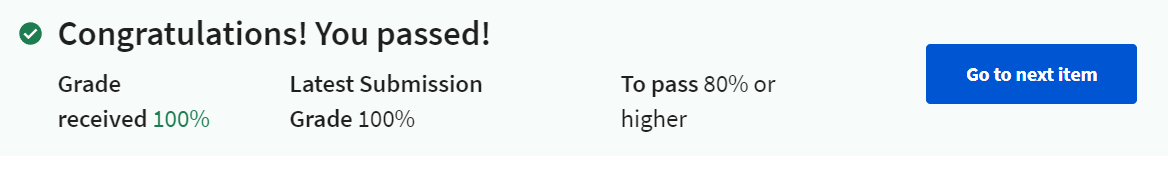 Congratulations! You passed!
Grade
received 100%
Latest Submission
Grade 100%
To pass 80% or
higher
Go to next item